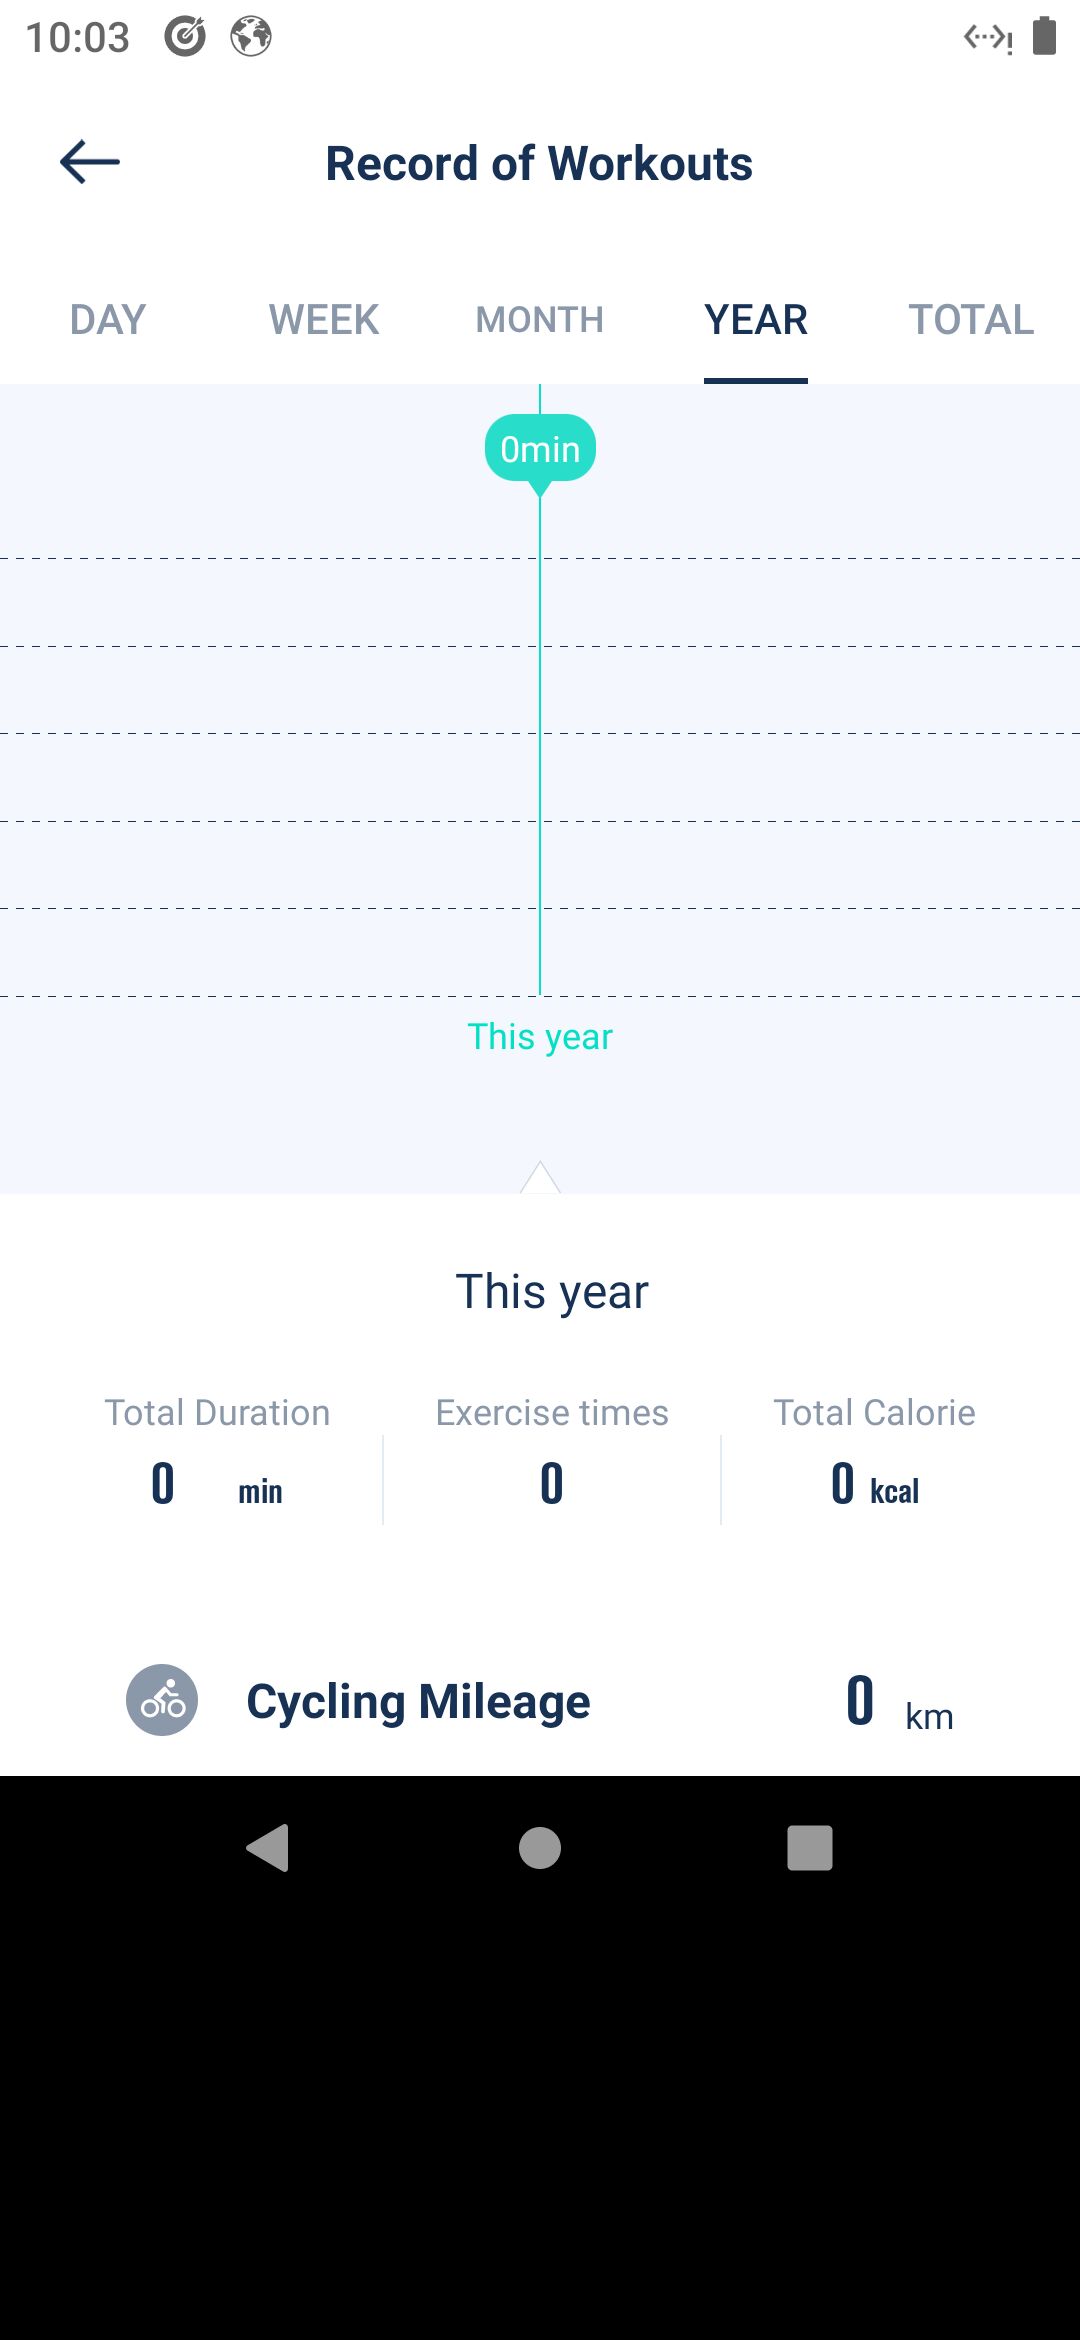 10:03
Record of Workouts
DAY WEEK MONTH YEAR TOTAL
0min
This year
This year
Total Duration Exercise times Total Calorie
0 min 0 0 kcal
Cycling Mileage 0 km